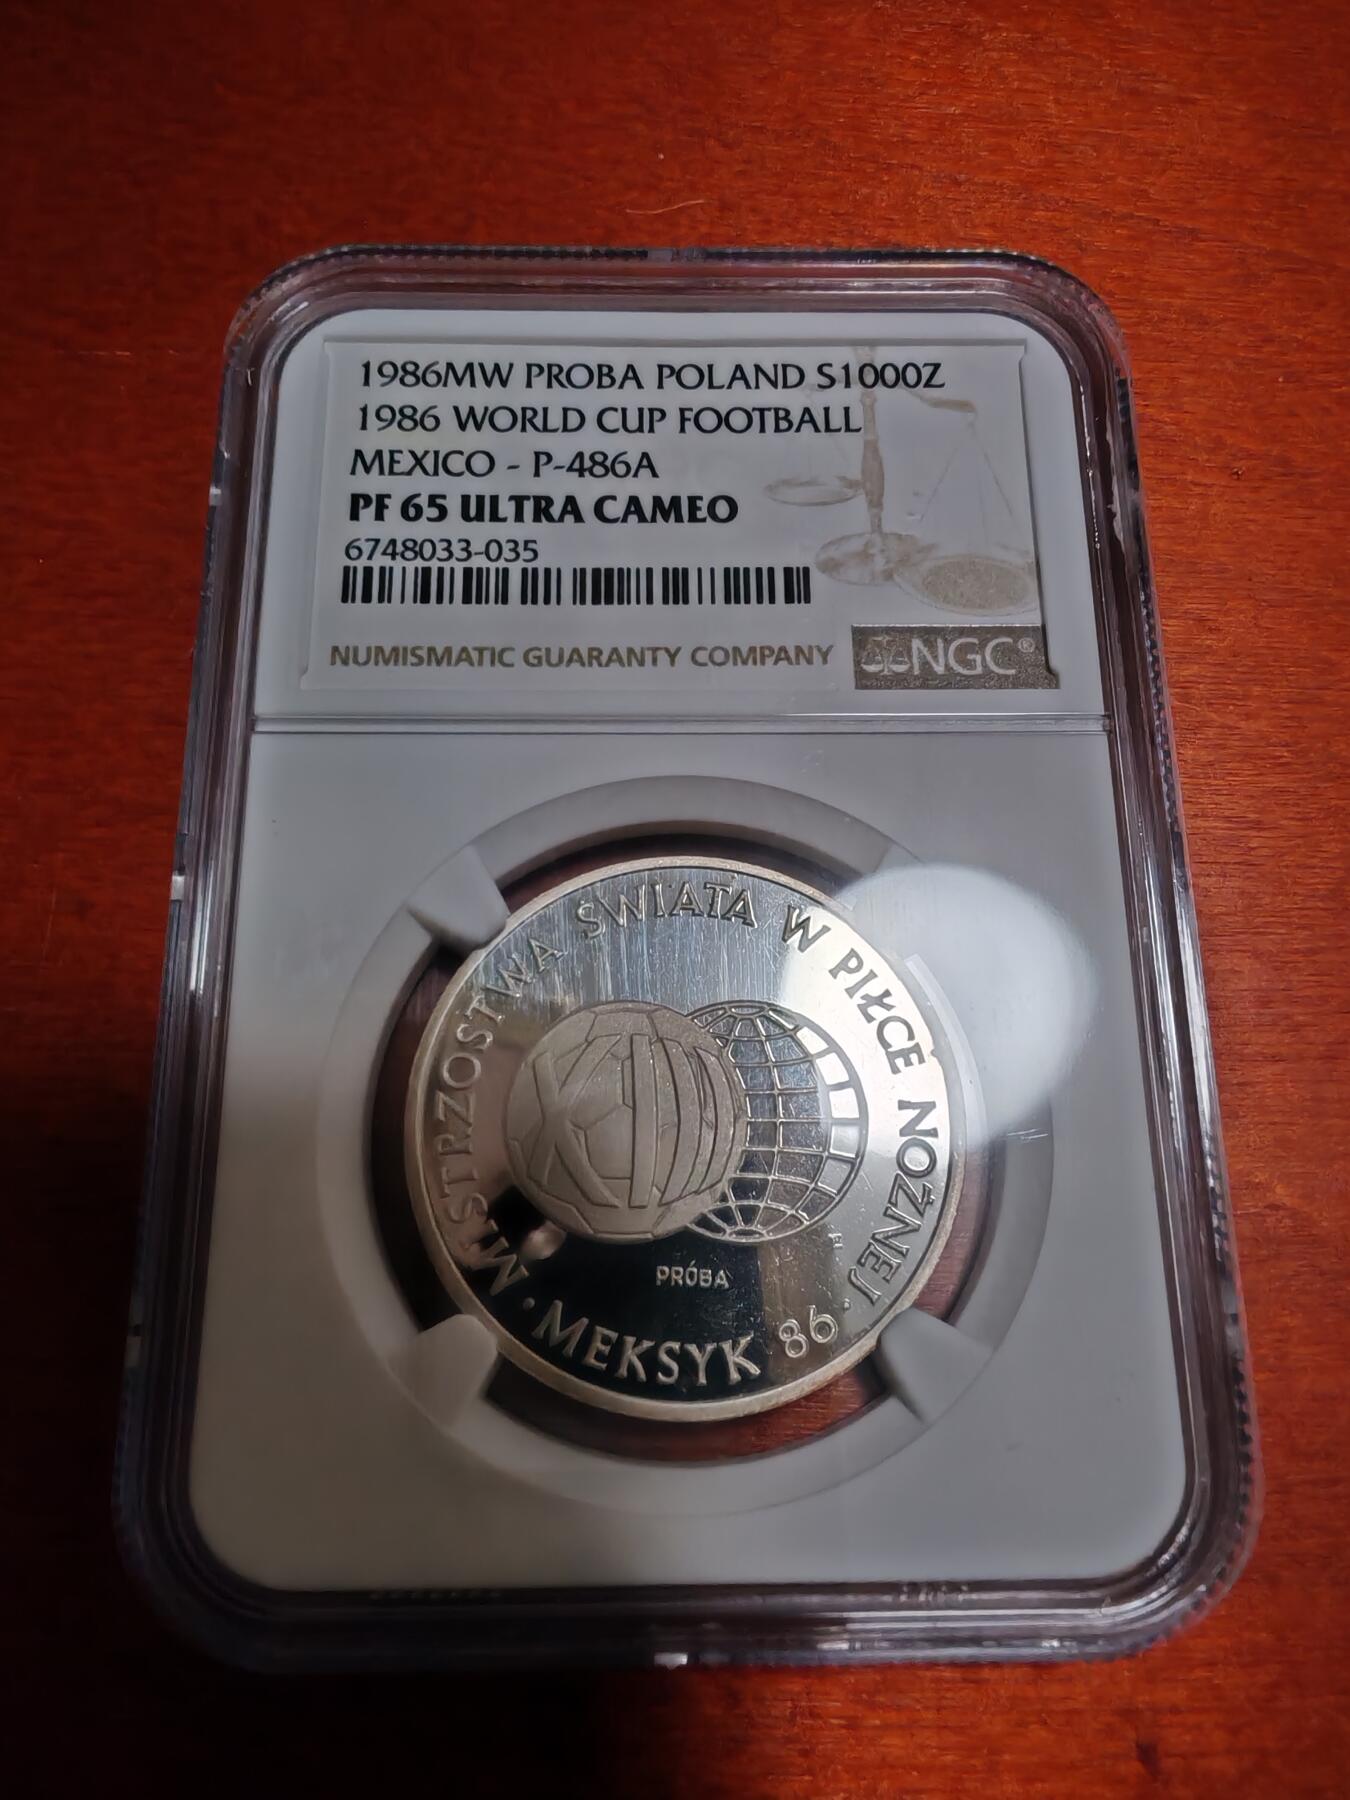 1986MW PROBA POLAND S1000Z
1986 WORLD CUP FOOTBALL
MEXICO - P-486A
PF 65 ULTRA CAMEO
6748033-035
NUMISMATIC GUARANTY COMPANY
NGC®
MISTRZOSTWA ŚWIATA W PIŁCE NOŻNEJ
XIII
PRÓBA
· MEKSYK 86 ·